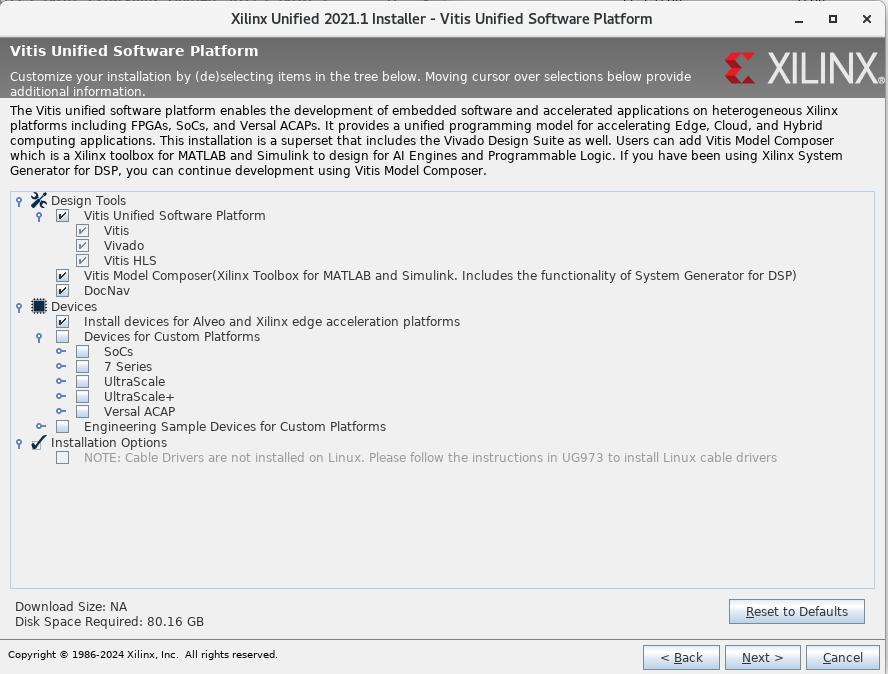 Xilinx Unified 2021.1 Installer - Vitis Unified Software Platform
Vitis Unified Software Platform
Customize your installation by (de)selecting items in the tree below. Moving cursor over selections below provide
additional information.
XILINX®
The Vitis unified software platform enables the development of embedded software and accelerated applications on heterogeneous Xilinx
platforms including FPGAs, SoCs, and Versal ACAPs. It provides a unified programming model for accelerating Edge, Cloud, and Hybrid
computing applications. This installation is a superset that includes the Vivado Design Suite as well. Users can add Vitis Model Composer
which is a Xilinx toolbox for MATLAB and Simulink to design for AI Engines and Programmable Logic. If you have been using Xilinx System
Generator for DSP, you can continue development using Vitis Model Composer.
Design Tools
Vitis Unified Software Platform
Vitis
Vivado
Vitis HLS
Vitis Model Composer(Xilinx Toolbox for MATLAB and Simulink. Includes the functionality of System Generator for DSP)
DocNav
Devices
Install devices for Alveo and Xilinx edge acceleration platforms
Devices for Custom Platforms
SoCs
7 Series
UltraScale
UltraScale+
Versal ACAP
Engineering Sample Devices for Custom Platforms
Installation Options
NOTE: Cable Drivers are not installed on Linux. Please follow the instructions in UG973 to install Linux cable drivers
Download Size: NA
Disk Space Required: 80.16 GB
Reset to Defaults
Copyright © 1986-2024 Xilinx, Inc. All rights reserved.
< Back
Next >
Cancel